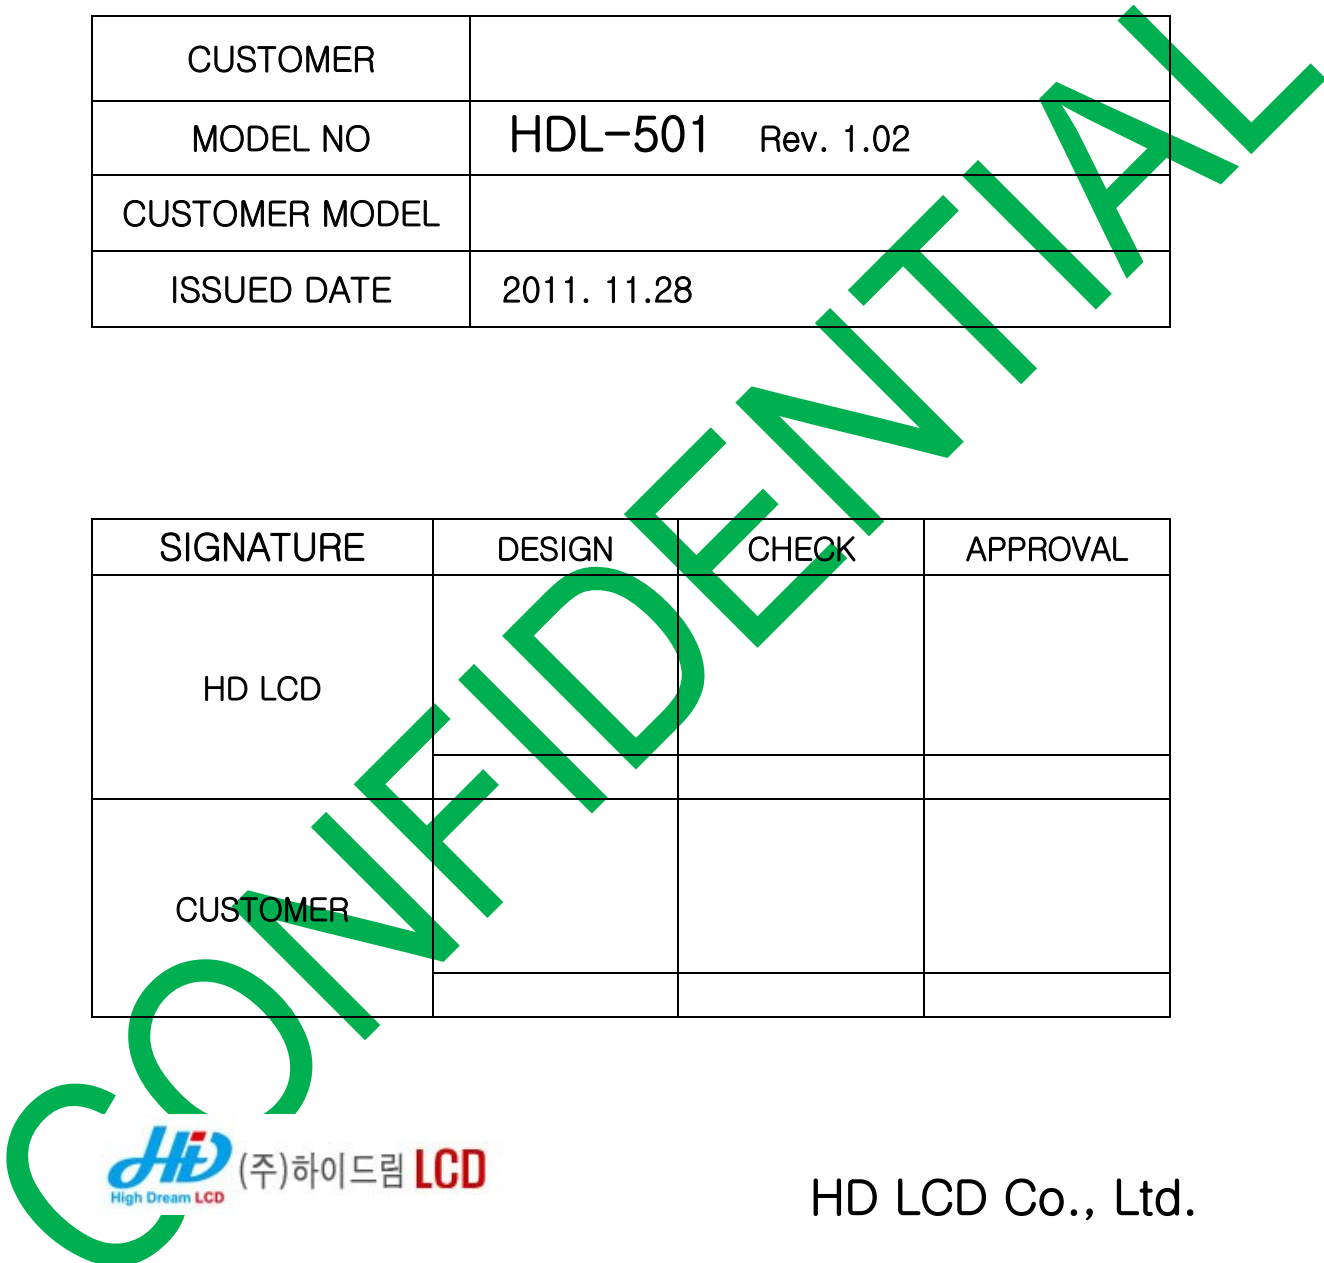 CUSTOMER
MODEL NO HDL-501 Rev. 1.02
CUSTOMER MODEL
ISSUED DATE 2011. 11.28
SIGNATURE DESIGN CHECK APPROVAL
HD LCD
CUSTOMER
CONFIDENTIAL
HD (주)하이드림 LCD
High Dream LCD
HD LCD Co., Ltd.